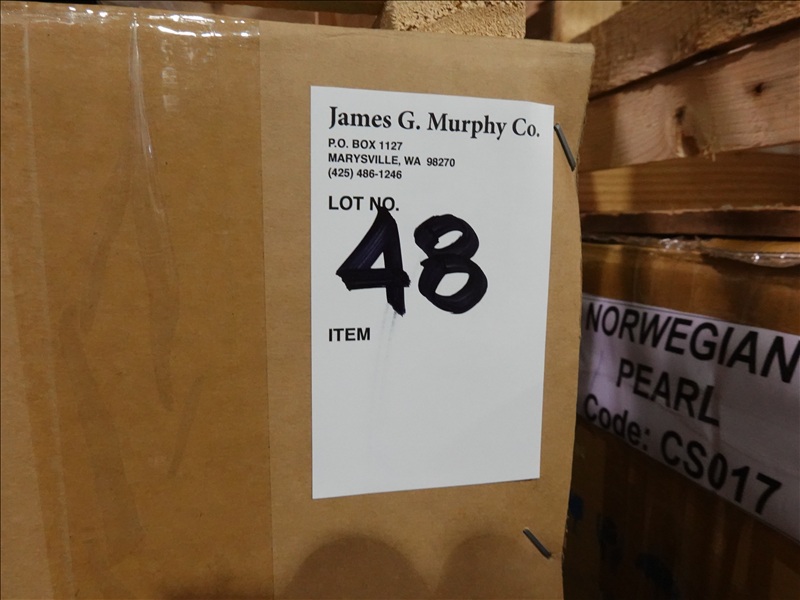 James G. Murphy Co.
P.O. BOX 1127
MARYSVILLE, WA 98270
(425) 486-1246
LOT NO.
48
ITEM
NORWEGIAN
PEARL
Code: CS017